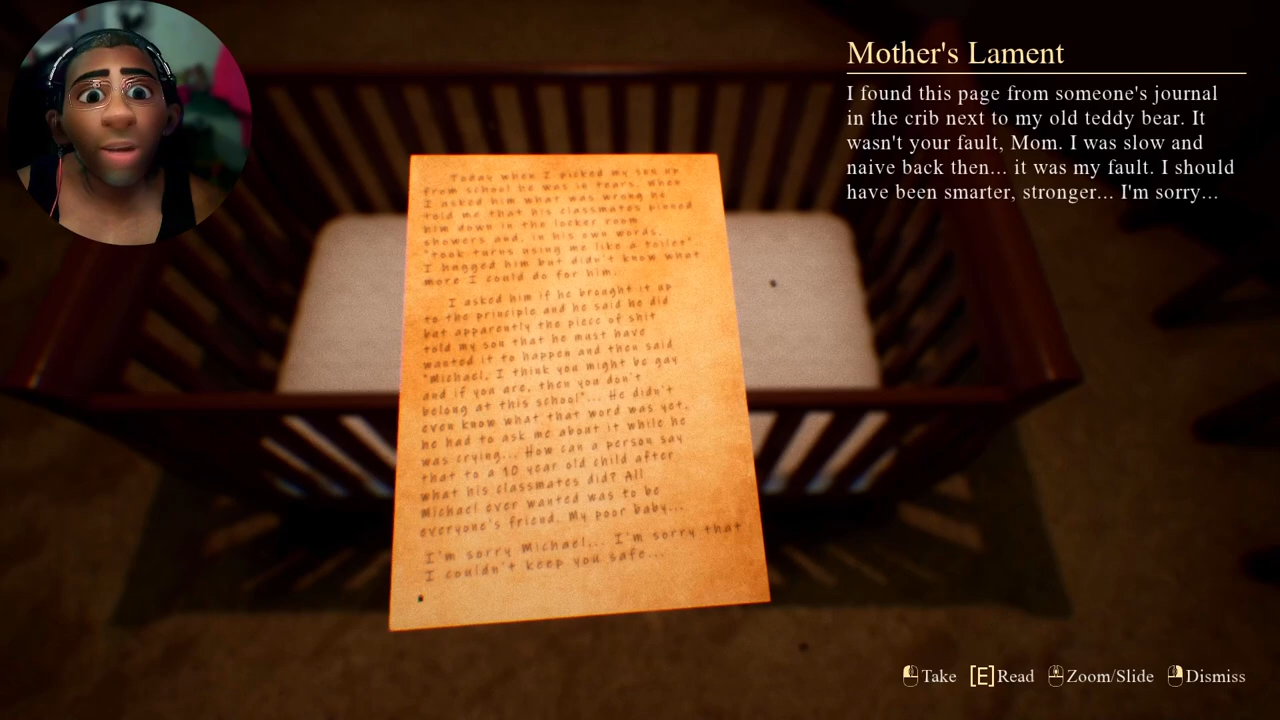 Mother's Lament
I found this page from someone's journal
in the crib next to my old teddy bear. It
wasn't your fault, Mom. I was slow and
naive back then... it was my fault. I should
have been smarter, stronger... I'm sorry...
Today when I picked my son up
from school he was in tears. When
I asked him what was wrong he
told me that his classmates pinned
him down in the locker room
showers and, in his own words,
"took turns using me like a toilet".
I hugged him but didn't know what
more I could do for him.
I asked him if he brought it up
to the principle and he said he did
but apparently the piece of shit
told my son that he must have
wanted it to happen and then said
"Michael, I think you might be gay
and if you are, then you don't
belong at this school"... He didn't
even know what that word was yet,
he had to ask me about it while he
was crying... How can a person say
that to a 10 year old child after
what his classmates did? All
Michael ever wanted was to be
everyone's friend. My poor baby...
I'm sorry Michael... I'm sorry that
I couldn't keep you safe...
Take [E]Read Zoom/Slide Dismiss